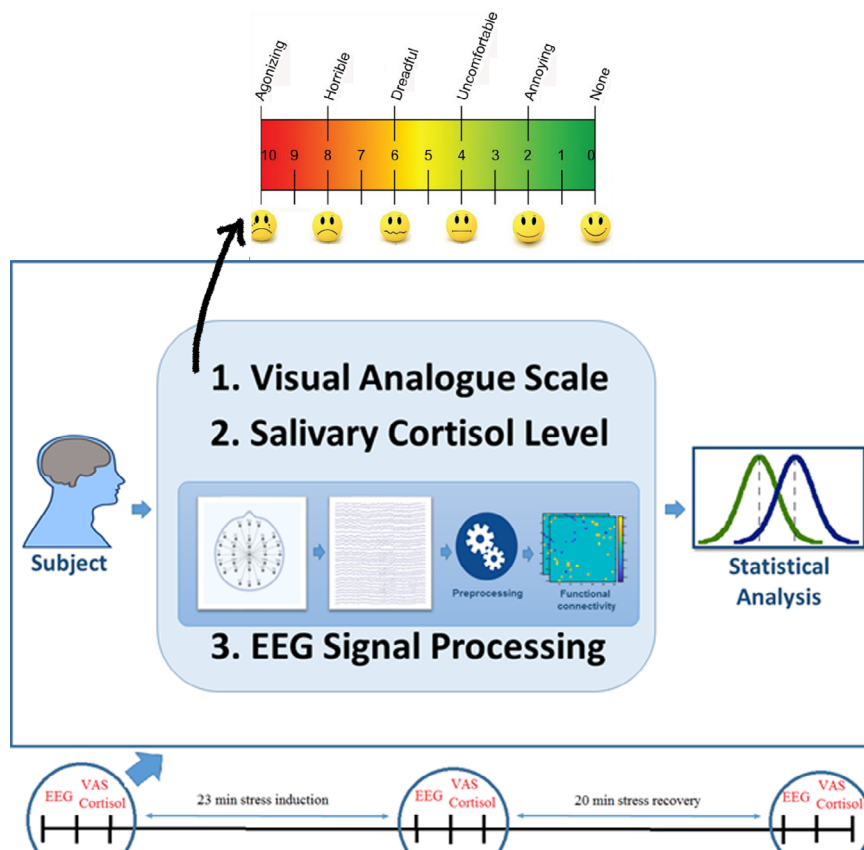 Agonizing
Horrible
Dreadful
Uncomfortable
Annoying
None
10 9 8 7 6 5 4 3 2 1 0
1. Visual Analogue Scale
2. Salivary Cortisol Level
Subject
Preprocessing
Functional
connectivity
3. EEG Signal Processing
Statistical
Analysis
EEG VAS
Cortisol
23 min stress induction
EEG VAS
Cortisol
20 min stress recovery
EEG VAS
Cortisol